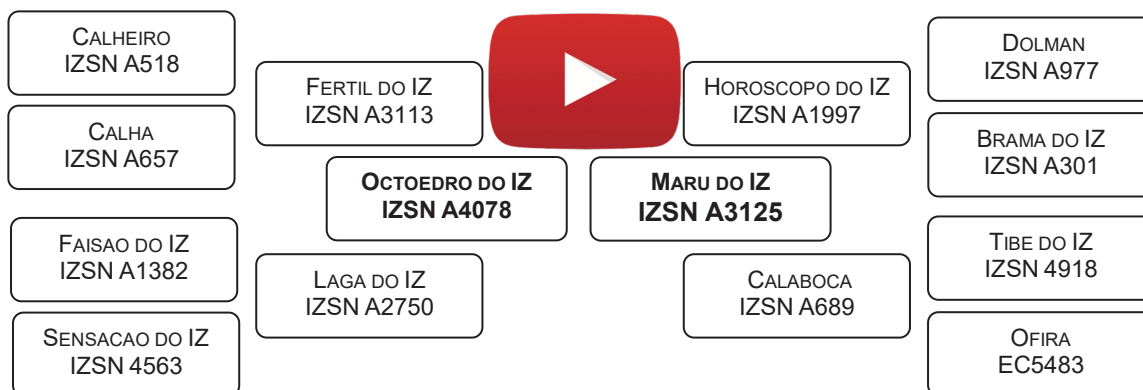 CALHEIRO
IZSN A518
CALHA
IZSN A657
FAISAO DO IZ
IZSN A1382
SENSACAO DO IZ
IZSN 4563
FERTIL DO IZ
IZSN A3113
OCTOEDRO DO IZ
IZSN A4078
LAGA DO IZ
IZSN A2750
HOROSCOPO DO IZ
IZSN A1997
MARU DO IZ
IZSN A3125
CALABOCA
IZSN A689
DOLMAN
IZSN A977
BRAMA DO IZ
IZSN A301
TIBE DO IZ
IZSN 4918
OFIRA
EC5483